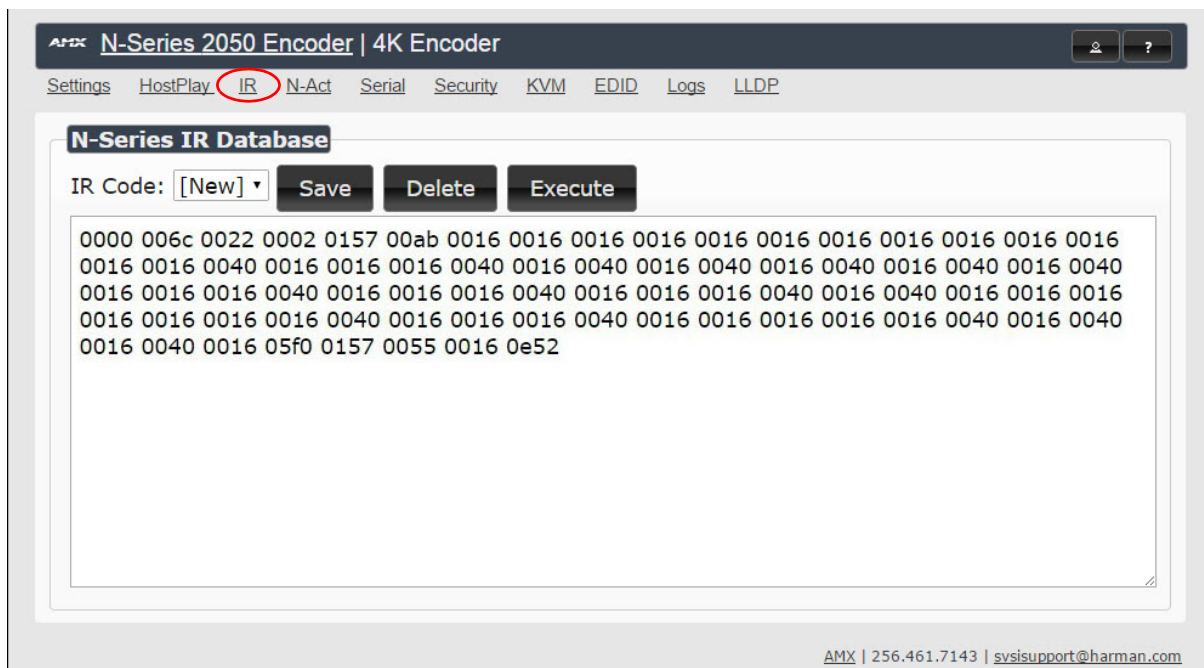 AMX N-Series 2050 Encoder | 4K Encoder ?
Settings HostPlay IR N-Act Serial Security KVM EDID Logs LLDP
N-Series IR Database
IR Code: [New] Save Delete Execute
0000 006c 0022 0002 0157 00ab 0016 0016 0016 0016 0016 0016 0016 0016 0016 0016 0016
0016 0016 0040 0016 0016 0016 0040 0016 0040 0016 0040 0016 0040 0016 0040 0016 0040
0016 0016 0016 0040 0016 0016 0016 0040 0016 0016 0016 0040 0016 0040 0016 0016 0016
0016 0016 0016 0016 0040 0016 0016 0016 0040 0016 0016 0016 0016 0016 0040 0016 0040
0016 0040 0016 05f0 0157 0055 0016 0e52
AMX | 256.461.7143 | svsisupport@harman.com